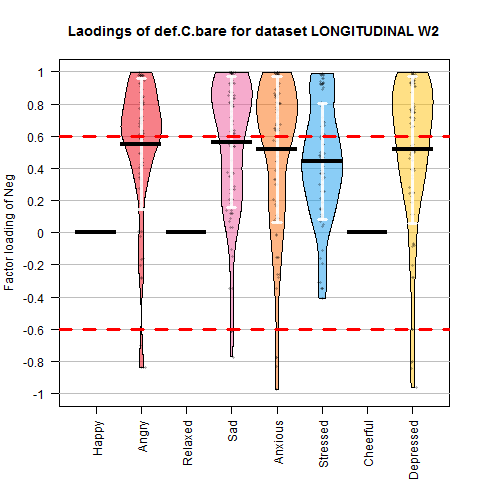 Laodings of def.C.bare for dataset LONGITUDINAL W2
Factor loading of Neg
1
0.8
0.6
0.4
0.2
0
-0.2
-0.4
-0.6
-0.8
-1
Happy
Angry
Relaxed
Sad
Anxious
Stressed
Cheerful
Depressed